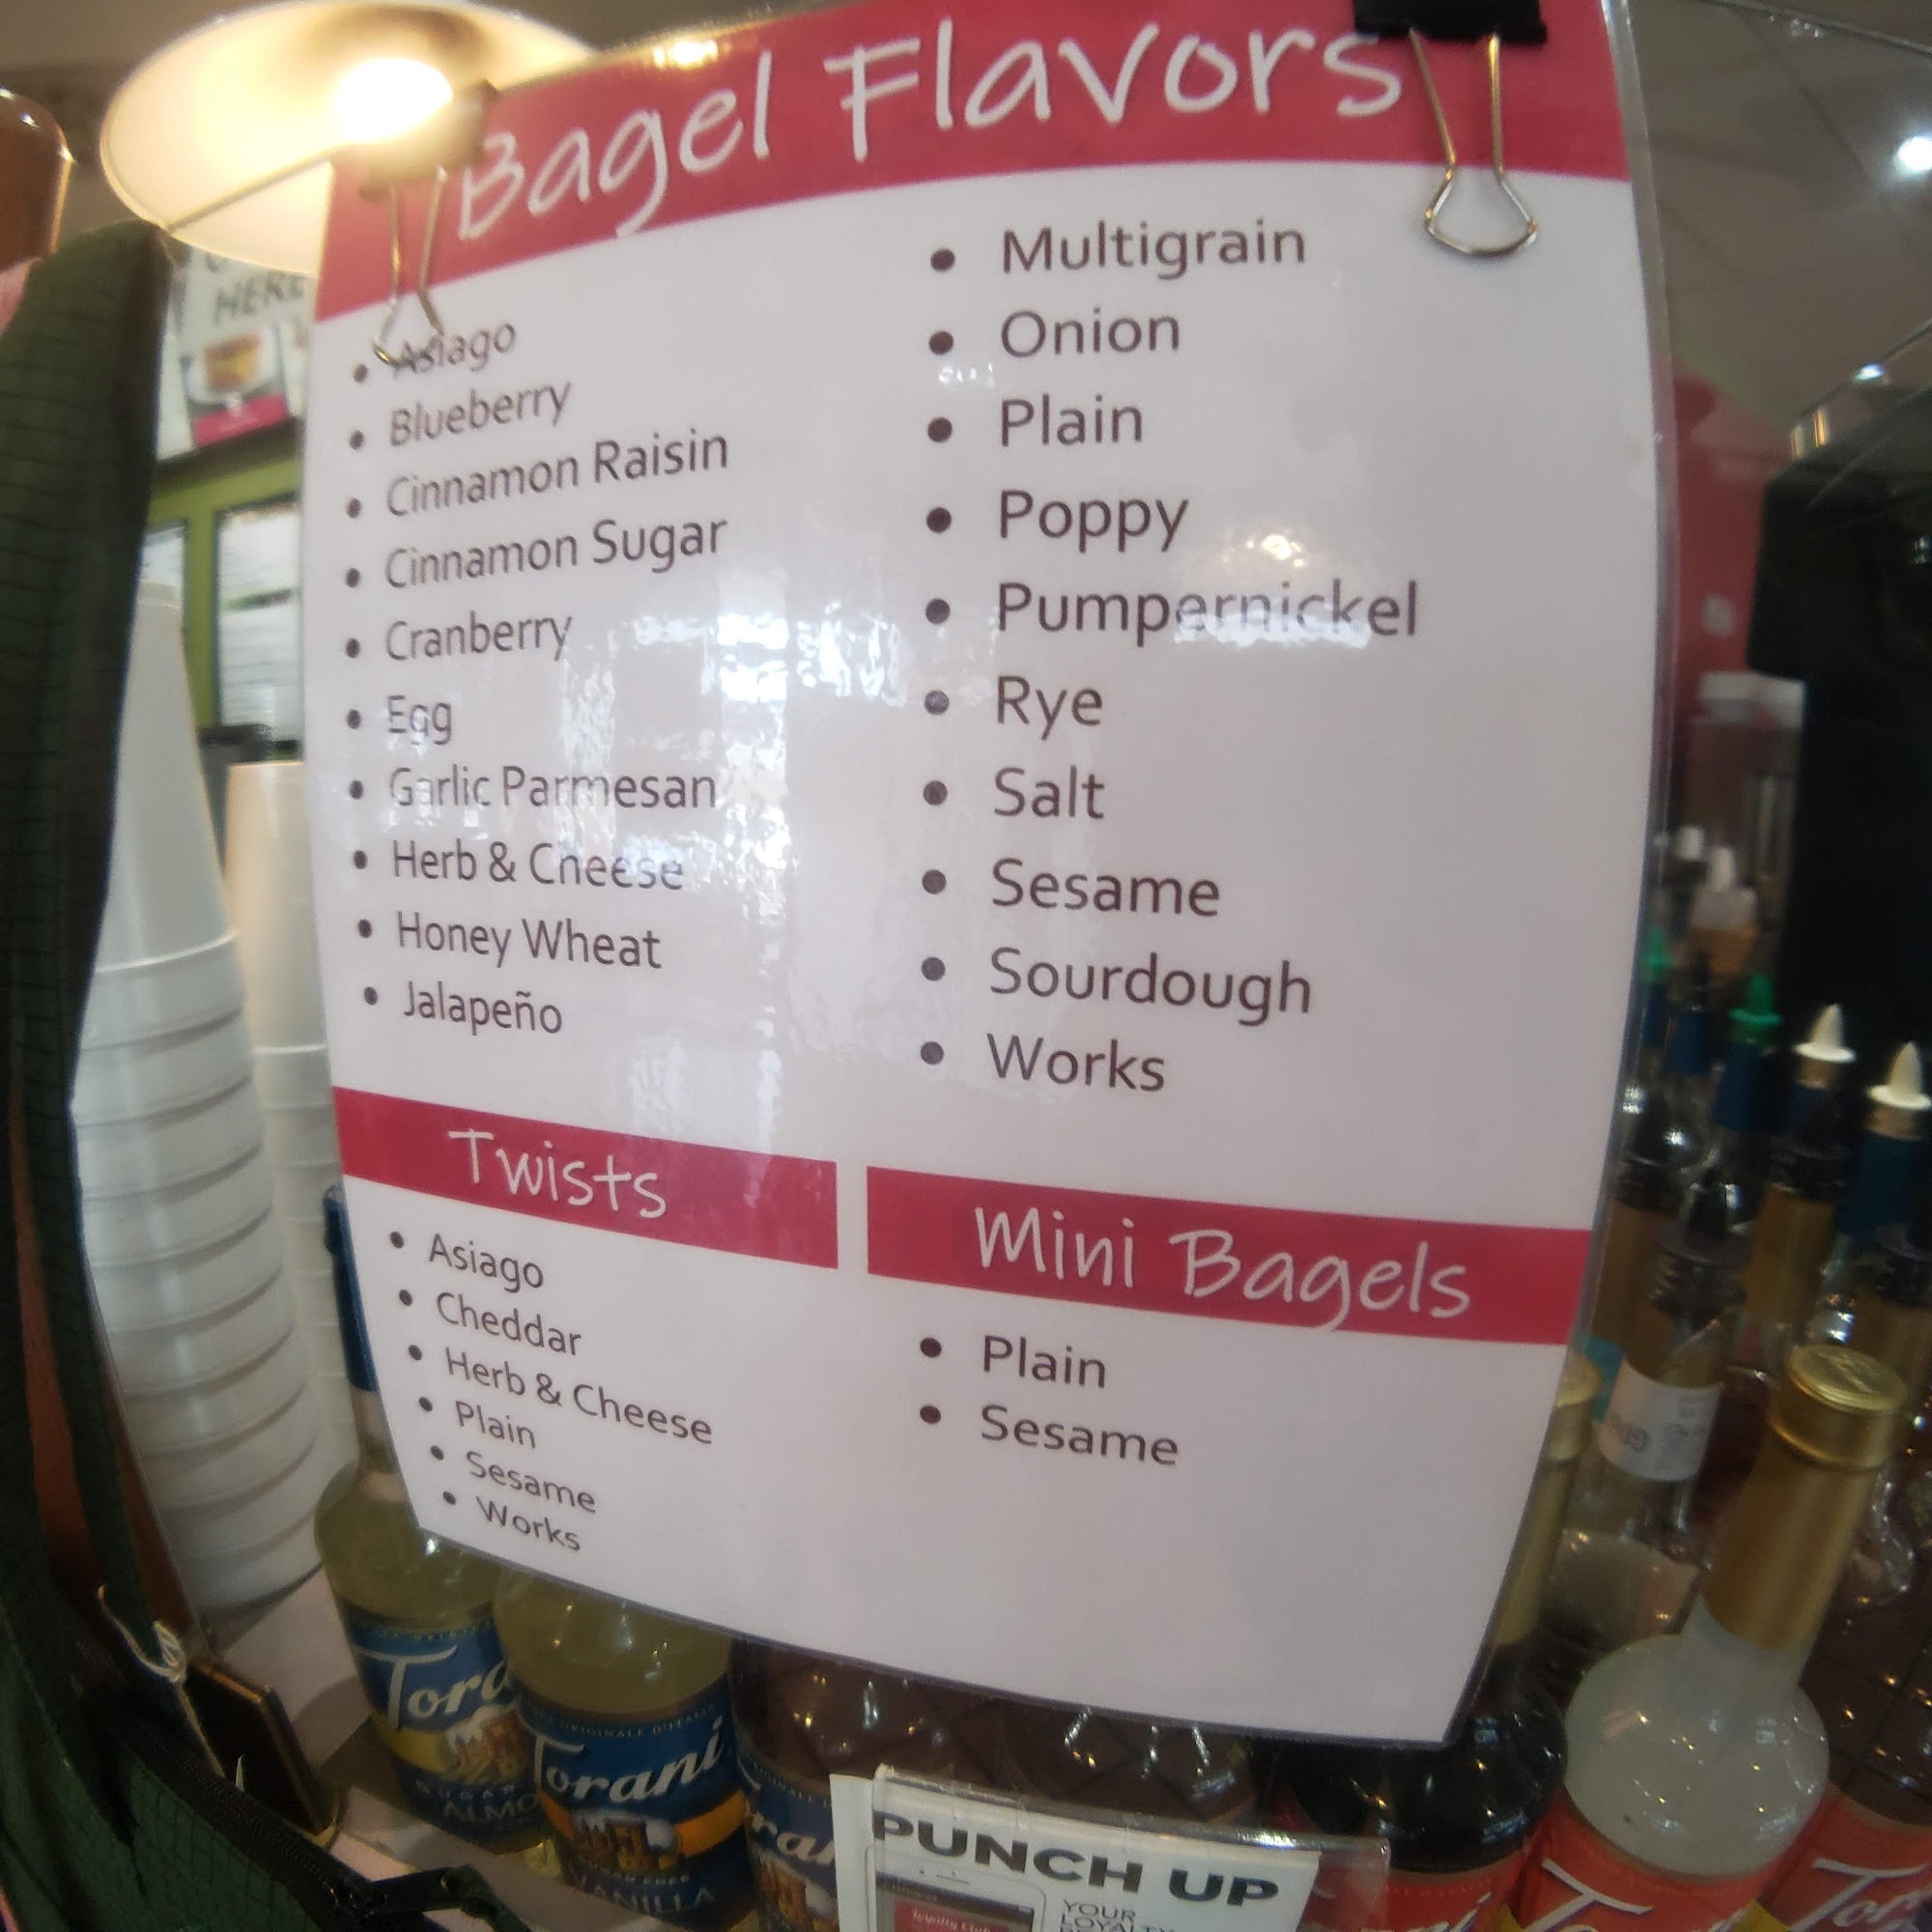 Bagel Flavors
• Asiago
• Blueberry
• Cinnamon Raisin
• Cinnamon Sugar
• Cranberry
• Egg
• Garlic Parmesan
• Herb & Cheese
• Honey Wheat
• Jalapeño
• Multigrain
• Onion
• Plain
• Poppy
• Pumpernickel
• Rye
• Salt
• Sesame
• Sourdough
• Works
Twists
• Asiago
• Cheddar
• Herb & Cheese
• Plain
• Sesame
• Works
Mini Bagels
• Plain
• Sesame
HERE
Torani
VANILLA
PUNCH UP
YOUR
LOYALTY